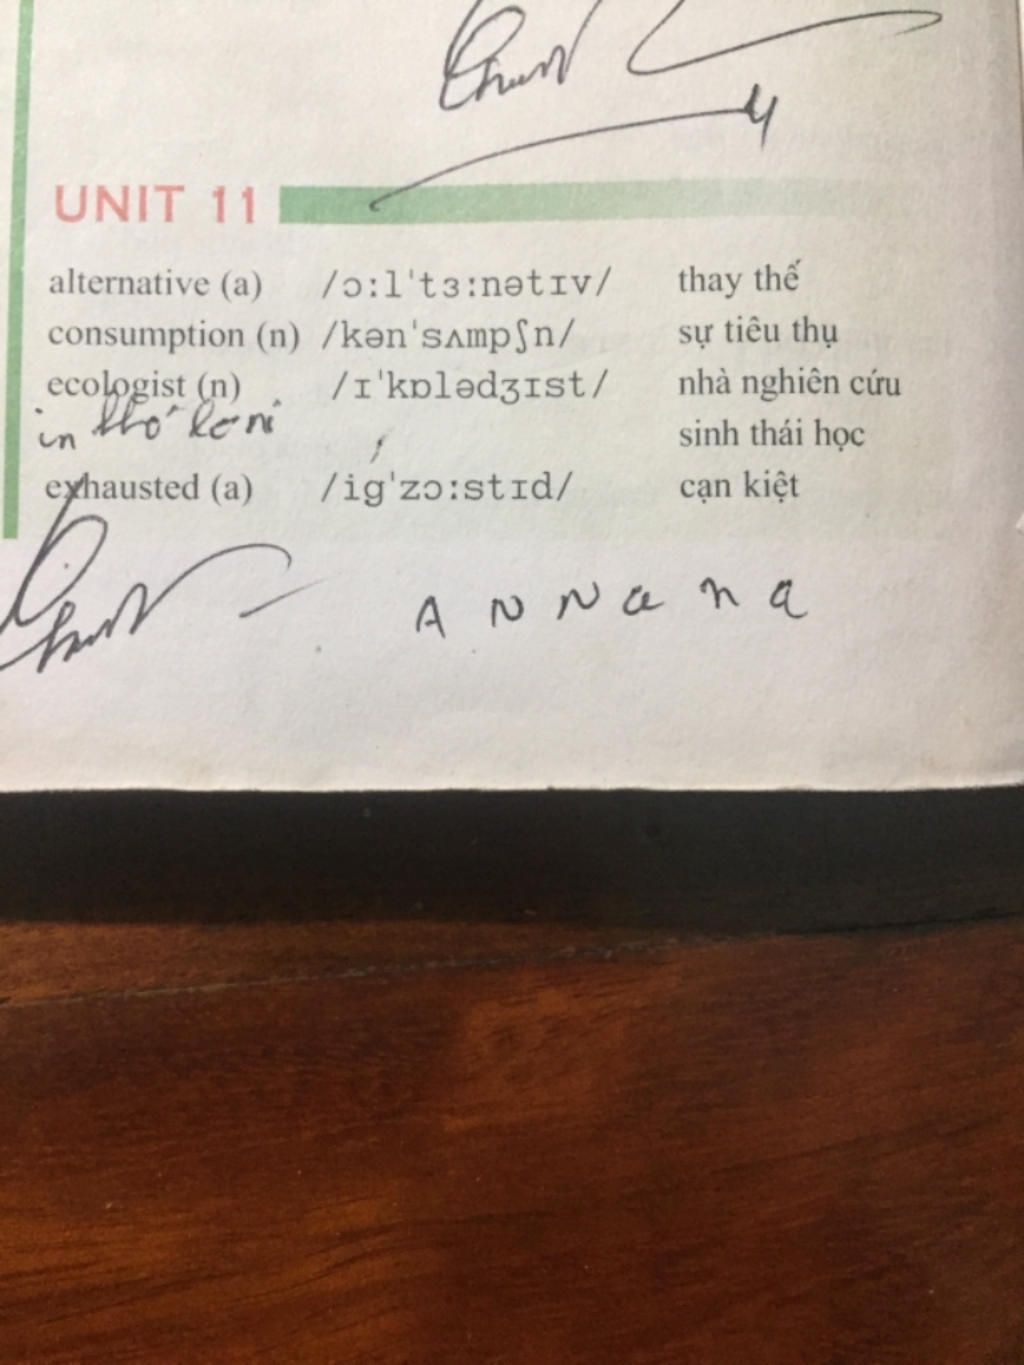 UNIT 11
alternative (a) /ɔ:l'tɜ:nətɪv/ thay thế
consumption (n) /kən'sʌmpʃn/ sự tiêu thụ
ecologist (n) /ɪ'kɒlədʒɪst/ nhà nghiên cứu
in
sinh thái học
exhausted (a) /ig'zɔ:stɪd/ cạn kiệt
A N N a n a